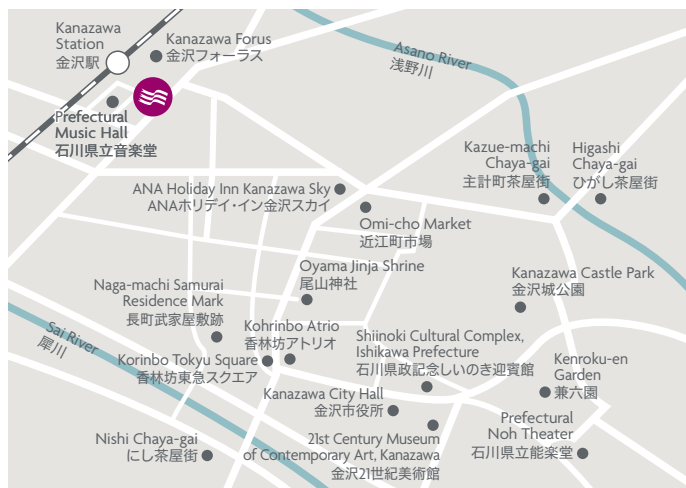 Kanazawa
Station
金沢駅
Kanazawa Forus
金沢フォーラス
Asano River
浅野川
Prefectural
Music Hall
石川県立音楽堂
Kazue-machi
Chaya-gai
主計町茶屋街
Higashi
Chaya-gai
ひがし茶屋街
ANA Holiday Inn Kanazawa Sky
ANAホリデイ・イン金沢スカイ
Omi-cho Market
近江町市場
Oyama Jinja Shrine
尾山神社
Kanazawa Castle Park
金沢城公園
Naga-machi Samurai
Residence Mark
長町武家屋敷跡
Kohrinbo Atrio
香林坊アトリオ
Sai River
犀川
Shiinoki Cultural Complex,
Ishikawa Prefecture
石川県政記念しいのき迎賓館
Korinbo Tokyu Square
香林坊東急スクエア
Kenroku-en
Garden
兼六園
Kanazawa City Hall
金沢市役所
Prefectural
Noh Theater
石川県立能楽堂
Nishi Chaya-gai
にし茶屋街
21st Century Museum
of Contemporary Art, Kanazawa
金沢21世紀美術館